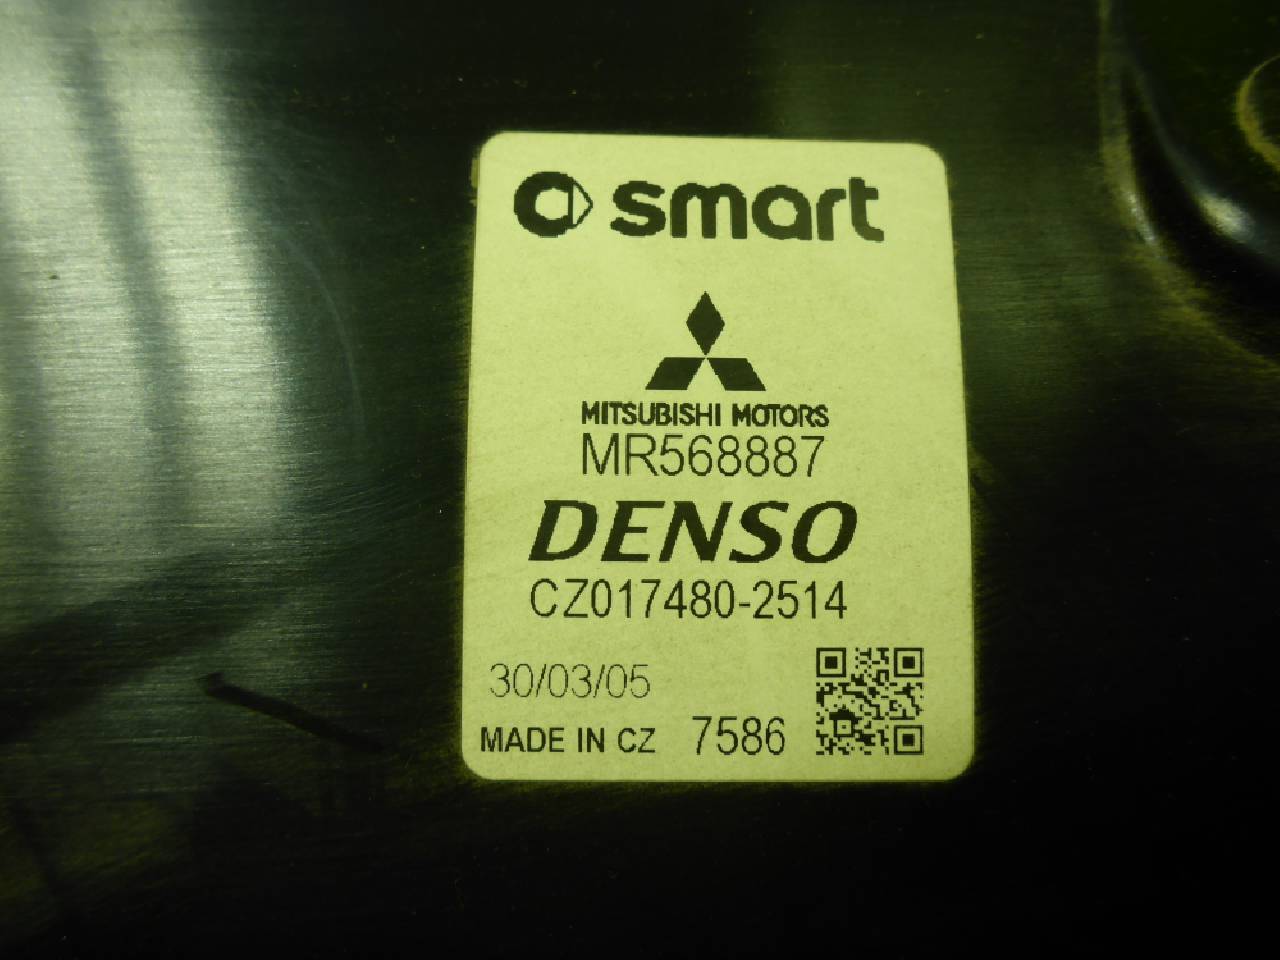 smart
MITSUBISHI MOTORS
MR568887
DENSO
CZ017480-2514
30/03/05
MADE IN CZ 7586